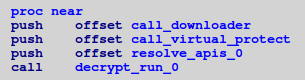 proc near
push    offset call_downloader
push    offset call_virtual_protect
push    offset resolve_apis_0
call    decrypt_run_0